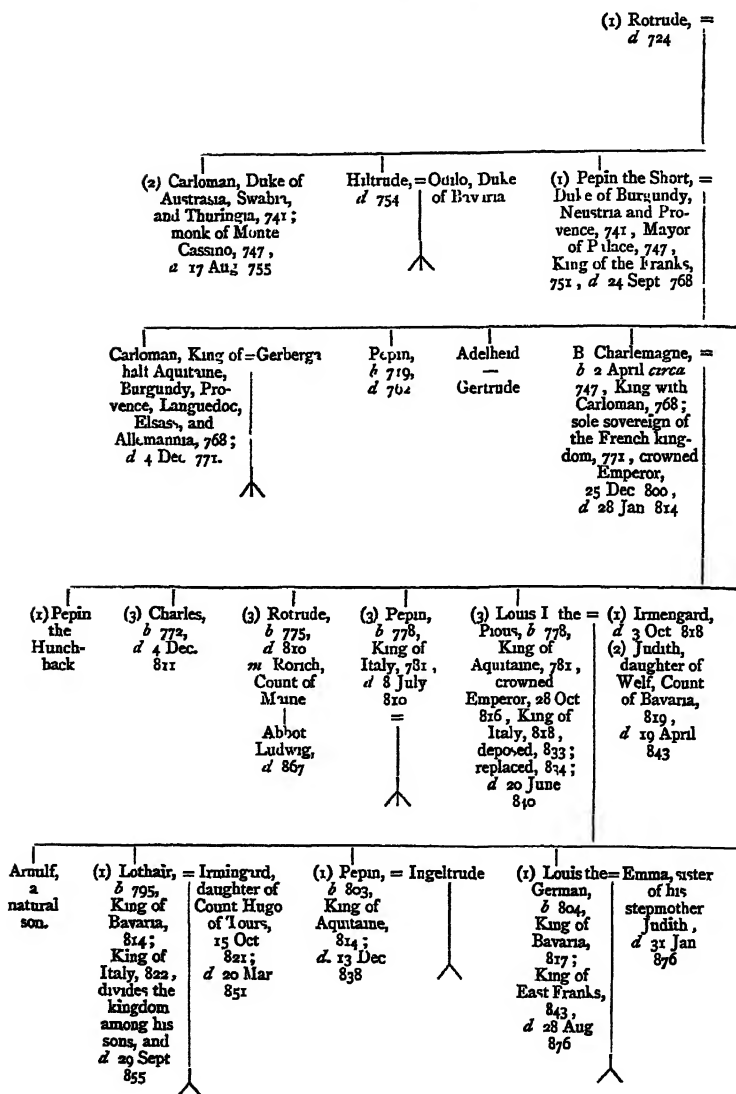 (1) Rotrude, =
d 724
(2) Carloman, Duke of
Austrasia, Swabia,
and Thuringia, 741;
monk of Monte
Cassino, 747,
d 17 Aug 755
Hiltrude, = Odilo, Duke
d 754 of Bavaria
(1) Pepin the Short, =
Duke of Burgundy,
Neustria and Pro-
vence, 741, Mayor
of Palace, 747,
King of the Franks,
751, d 24 Sept 768
Carloman, King of = Gerberga
half Aquitaine,
Burgundy, Pro-
vence, Languedoc,
Elsass, and
Allemannia, 768;
d 4 Dec 771.
Pepin,
b 719,
d 762
Adelheid
—
Gertrude
B Charlemagne, =
b 2 April circa
747, King with
Carloman, 768;
sole sovereign of
the French king-
dom, 771, crowned
Emperor,
25 Dec 800,
d 28 Jan 814
(1) Pepin
the
Hunch-
back
(3) Charles,
b 772,
d 4 Dec.
811
(3) Rotrude,
b 775,
d 810
m Rorich,
Count of
Maine
Abbot
Ludwig,
d 867
(3) Pepin,
b 778,
King of
Italy, 781,
d 8 July
810
=
(3) Louis I the =
Pious, b 778,
King of
Aquitaine, 781,
crowned
Emperor, 28 Oct
816, King of
Italy, 818,
deposed, 833;
replaced, 834;
d 20 June
840
(1) Irmengard,
d 3 Oct 818
(2) Judith,
daughter of
Welf, Count
of Bavaria,
819,
d 19 April
843
Arnulf,
a
natural
son.
(1) Lothair, =
b 795,
King of
Bavaria,
814;
King of
Italy, 822,
divides the
kingdom
among his
sons, and
d 29 Sept
855
Irmingard,
daughter of
Count Hugo
of Tours,
15 Oct
821;
d 20 Mar
851
(1) Pepin, = Ingeltrude
b 803,
King of
Aquitaine,
814;
d. 13 Dec
838
(1) Louis the =
German,
b 804,
King of
Bavaria,
817;
King of
East Franks,
843,
d 28 Aug
876
Emma, sister
of his
stepmother
Judith,
d 31 Jan
876